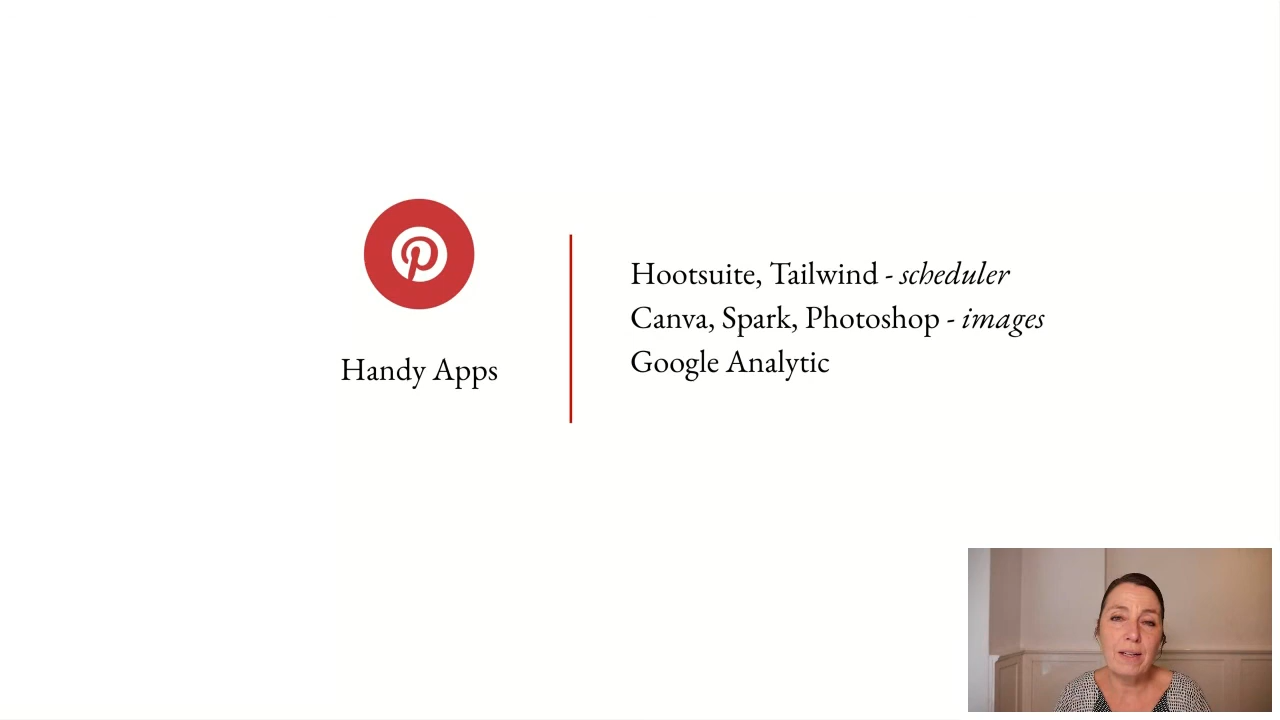 Handy Apps
Hootsuite, Tailwind - scheduler
Canva, Spark, Photoshop - images
Google Analytic